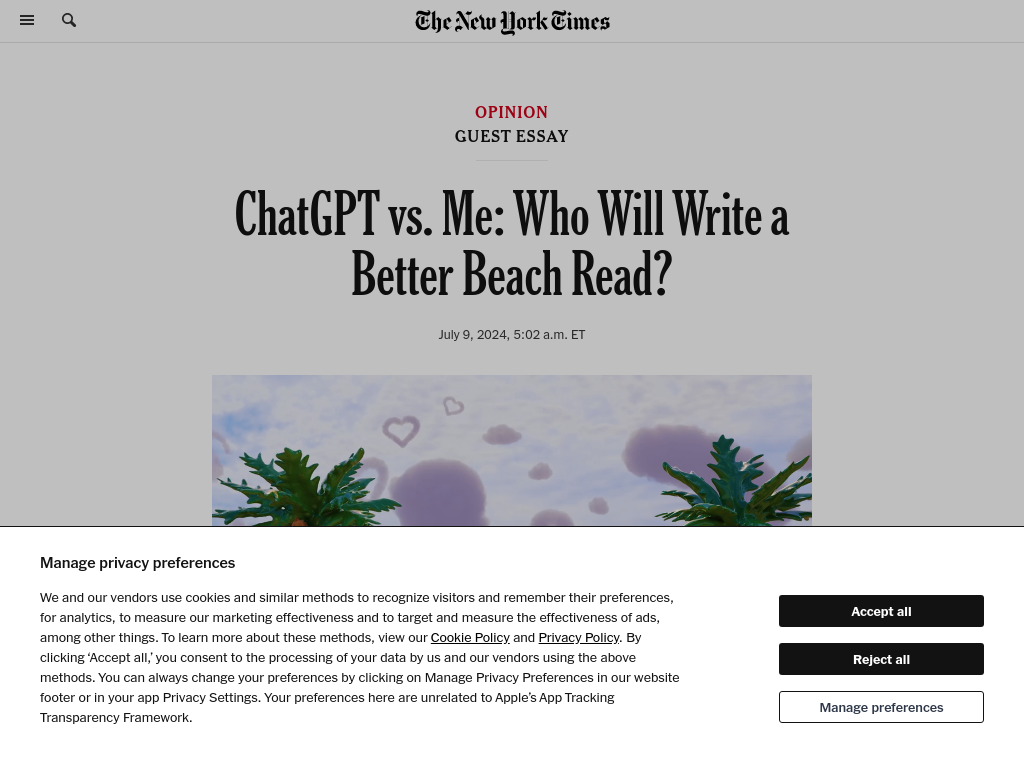 The New York Times
OPINION
GUEST ESSAY
ChatGPT vs. Me: Who Will Write a
Better Beach Read?
July 9, 2024, 5:02 a.m. ET
Manage privacy preferences
We and our vendors use cookies and similar methods to recognize visitors and remember their preferences,
for analytics, to measure our marketing effectiveness and to target and measure the effectiveness of ads,
among other things. To learn more about these methods, view our Cookie Policy and Privacy Policy. By
clicking ‘Accept all,’ you consent to the processing of your data by us and our vendors using the above
methods. You can always change your preferences by clicking on Manage Privacy Preferences in our website
footer or in your app Privacy Settings. Your preferences here are unrelated to Apple’s App Tracking
Transparency Framework.
Accept all
Reject all
Manage preferences